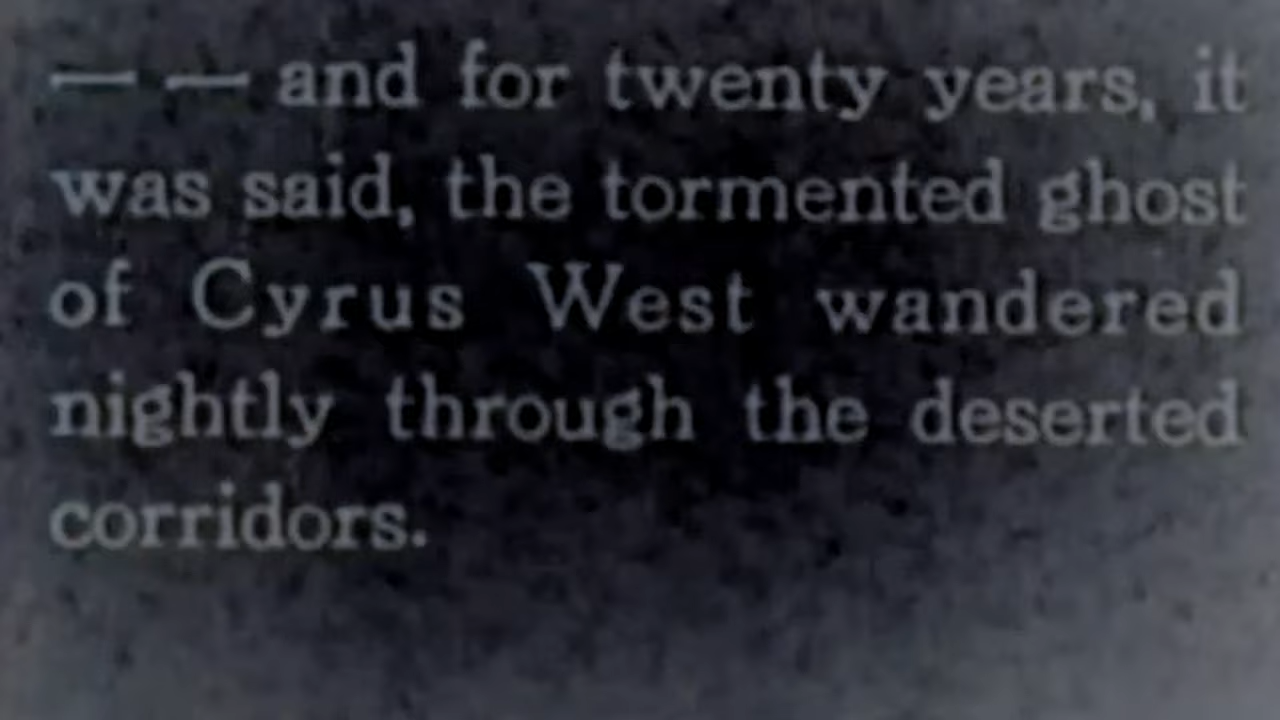 — — and for twenty years, it
was said, the tormented ghost
of Cyrus West wandered
nightly through the deserted
corridors.